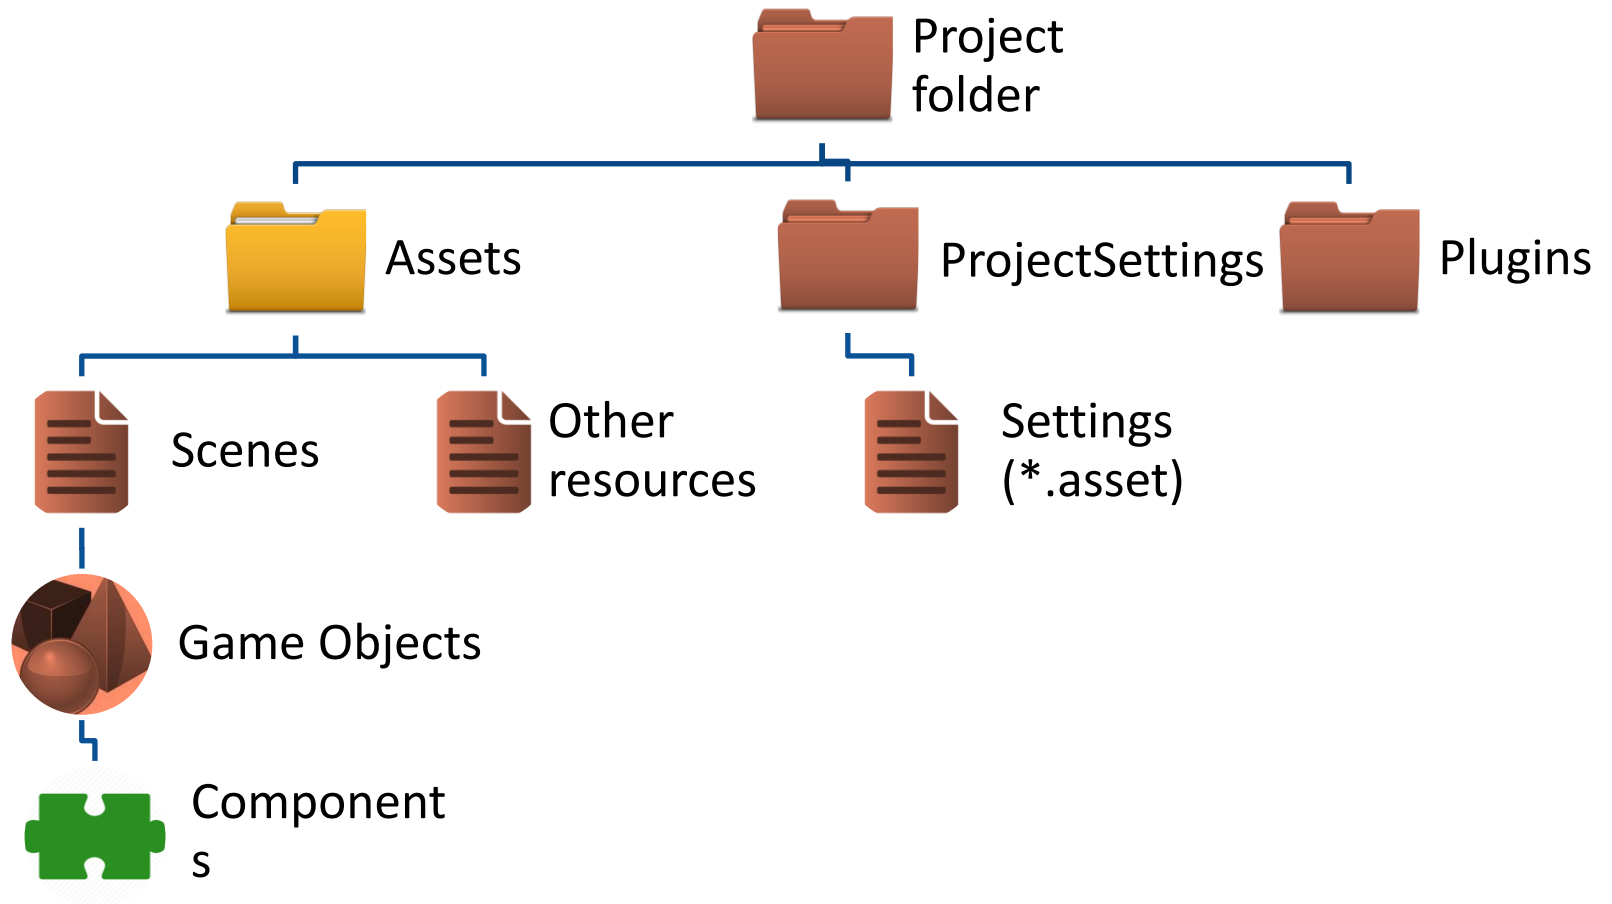 Project
folder
Assets
ProjectSettings
Plugins
Scenes
Other
resources
Settings
(*.asset)
Game Objects
Component
s